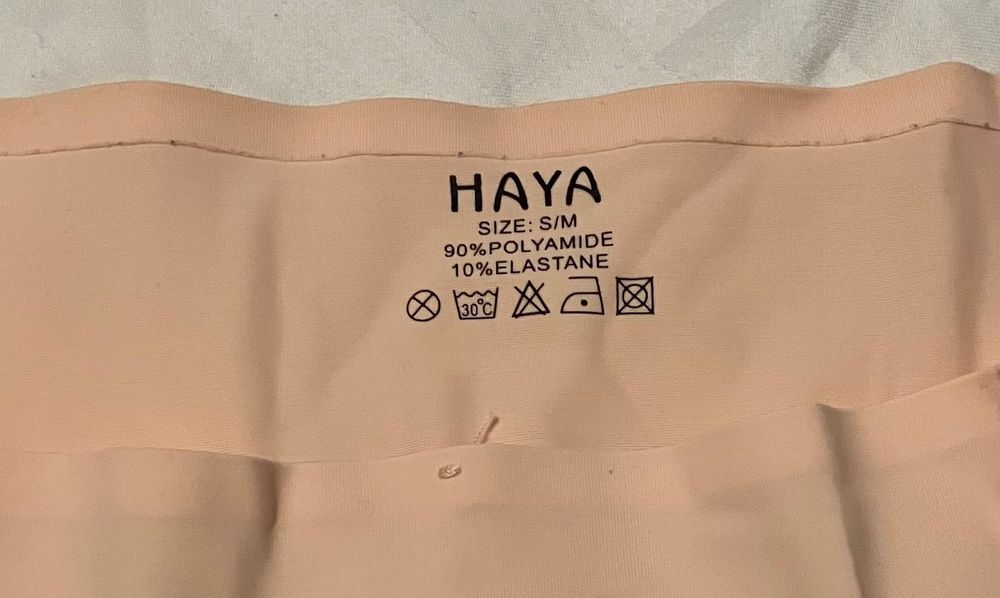 HAYA
SIZE: S/M
90%POLYAMIDE
10%ELASTANE
30°C